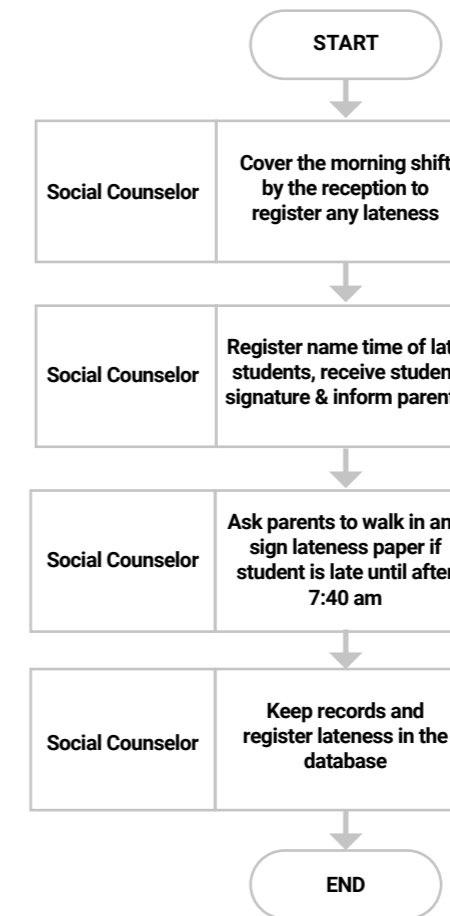 START
Social Counselor
Cover the morning shift
by the reception to
register any lateness
Social Counselor
Register name time of
students, receive
signature & inform
Social Counselor
Ask parents to walk in
sign lateness paper if
student is late until after
7:40 am
Social Counselor
Keep records and
register lateness in the
database
END